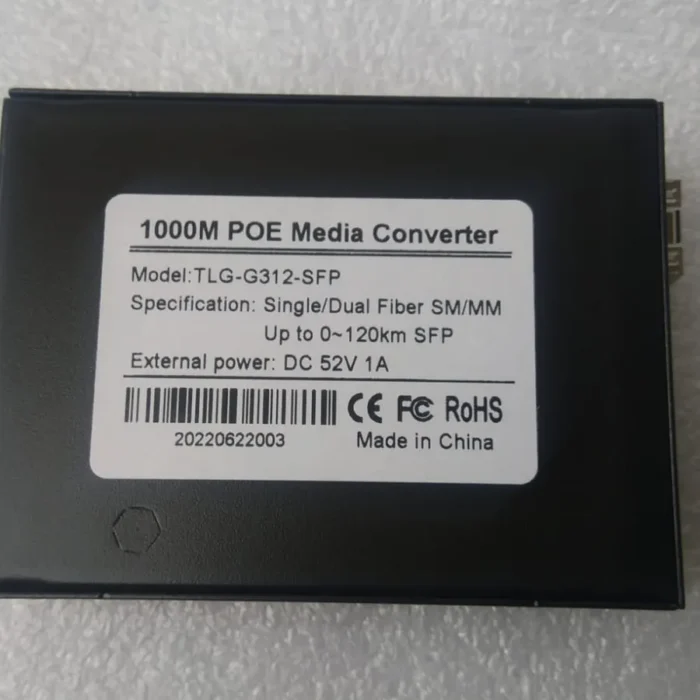 1000M POE Media Converter
Model:TLG-G312-SFP
Specification: Single/Dual Fiber SM/MM
Up to 0~120km SFP
External power: DC 52V 1A
CE FC RoHS
20220622003 Made in China